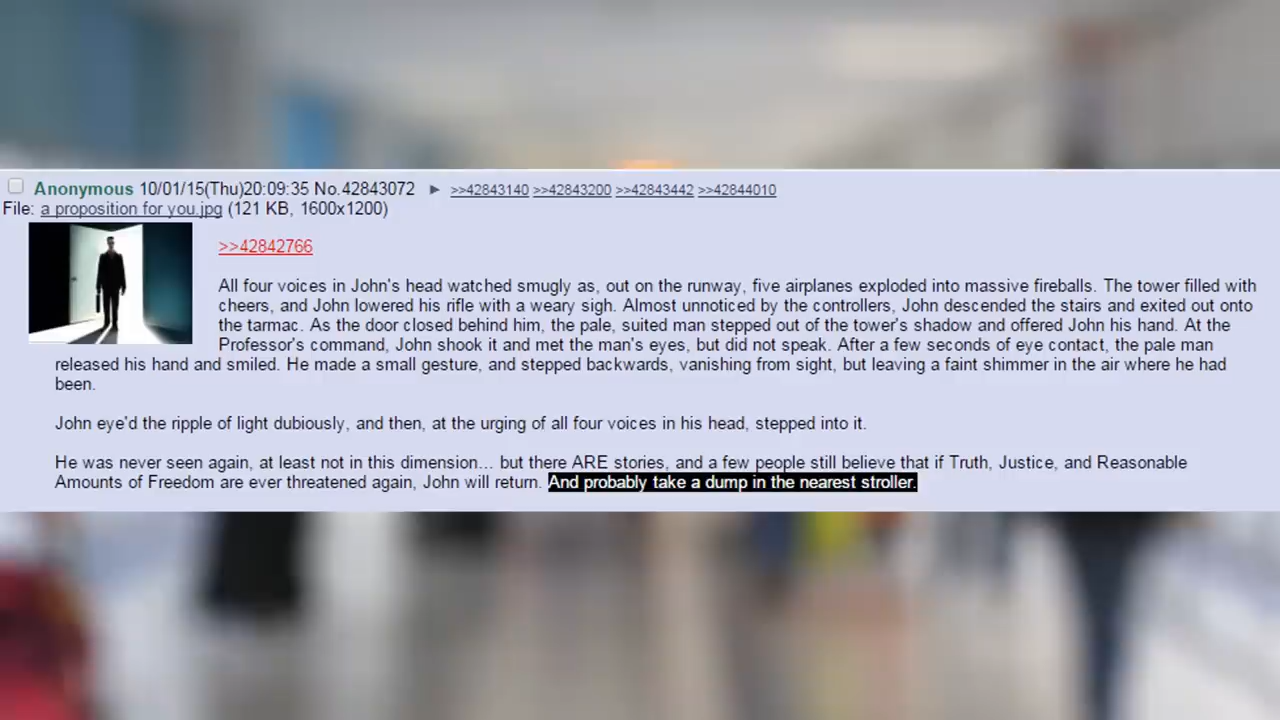 Anonymous 10/01/15(Thu)20:09:35 No.42843072 ► >>42843140 >>42843200 >>42843442 >>42844010
File: a proposition for you.jpg (121 KB, 1600x1200)
>>42842766
All four voices in John's head watched smugly as, out on the runway, five airplanes exploded into massive fireballs. The tower filled with
cheers, and John lowered his rifle with a weary sigh. Almost unnoticed by the controllers, John descended the stairs and exited out onto
the tarmac. As the door closed behind him, the pale, suited man stepped out of the tower's shadow and offered John his hand. At the
Professor's command, John shook it and met the man's eyes, but did not speak. After a few seconds of eye contact, the pale man
released his hand and smiled. He made a small gesture, and stepped backwards, vanishing from sight, but leaving a faint shimmer in the air where he had
been.
John eye'd the ripple of light dubiously, and then, at the urging of all four voices in his head, stepped into it.
He was never seen again, at least not in this dimension... but there ARE stories, and a few people still believe that if Truth, Justice, and Reasonable
Amounts of Freedom are ever threatened again, John will return. And probably take a dump in the nearest stroller.